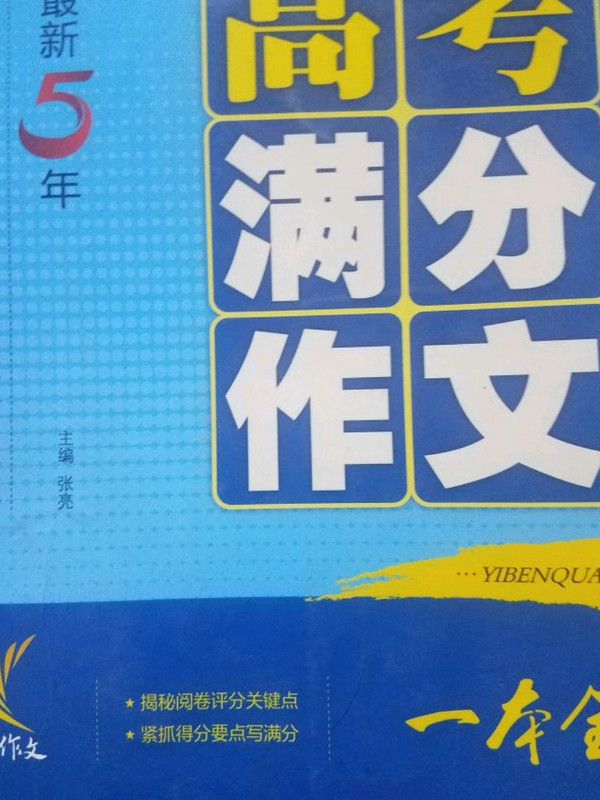 最新5年
高考
满分
作文
主编 张亮
…YIBENQUA
★ 揭秘阅卷评分关键点
★ 紧抓得分要点写满分
作文
一本全